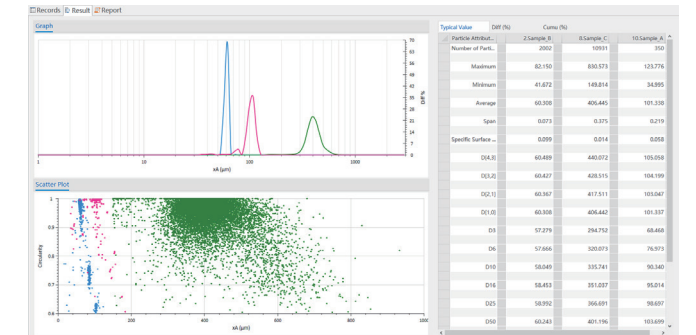 Records Result Report
Graph
70
63
56
49
42
35
28
21
14
7
0
Diff %
1 10 100 1000
xA (µm)
Scatter Plot
1
0.9
0.8
0.7
0.6
Circularity
0 200 400 600 800 1000
xA (µm)
Typical Value Diff (%) Cumu (%)
Particle Attribut... 2.Sample_B 8.Sample_C 10.Sample_A
Number of Parti... 2002 10931 350
Maximum 82.150 830.573 123.776
Minimum 41.672 149.814 34.995
Average 60.308 406.445 101.338
Span 0.073 0.375 0.219
Specific Surface ... 0.099 0.014 0.058
D[4,3] 60.489 440.072 105.058
D[3,2] 60.427 428.515 104.199
D[2,1] 60.367 417.511 103.047
D[1,0] 60.308 406.442 101.337
D3 57.279 294.752 68.468
D6 57.666 320.073 76.973
D10 58.049 335.741 90.340
D16 58.453 351.037 95.014
D25 58.992 366.691 98.697
D50 60.243 401.196 103.699